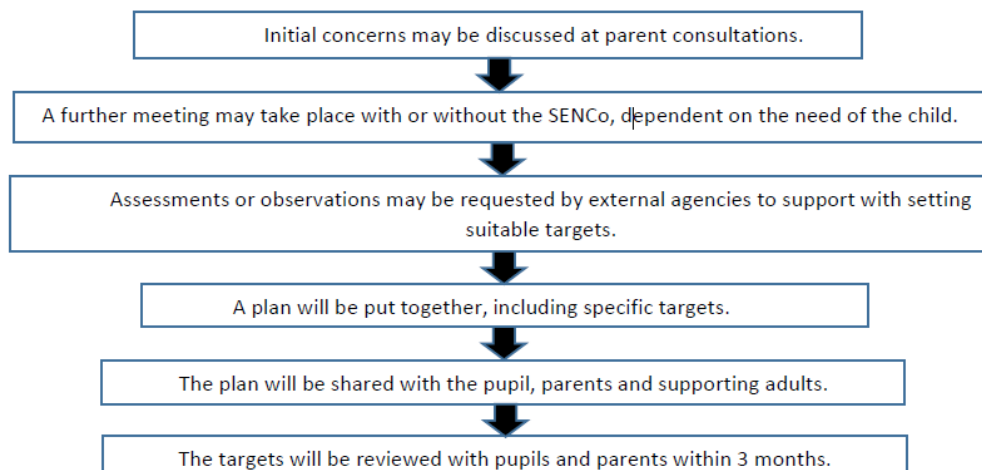 Initial concerns may be discussed at parent consultations.
A further meeting may take place with or without the SENCo, dependent on the need of the child.
Assessments or observations may be requested by external agencies to support with setting
suitable targets.
A plan will be put together, including specific targets.
The plan will be shared with the pupil, parents and supporting adults.
The targets will be reviewed with pupils and parents within 3 months.